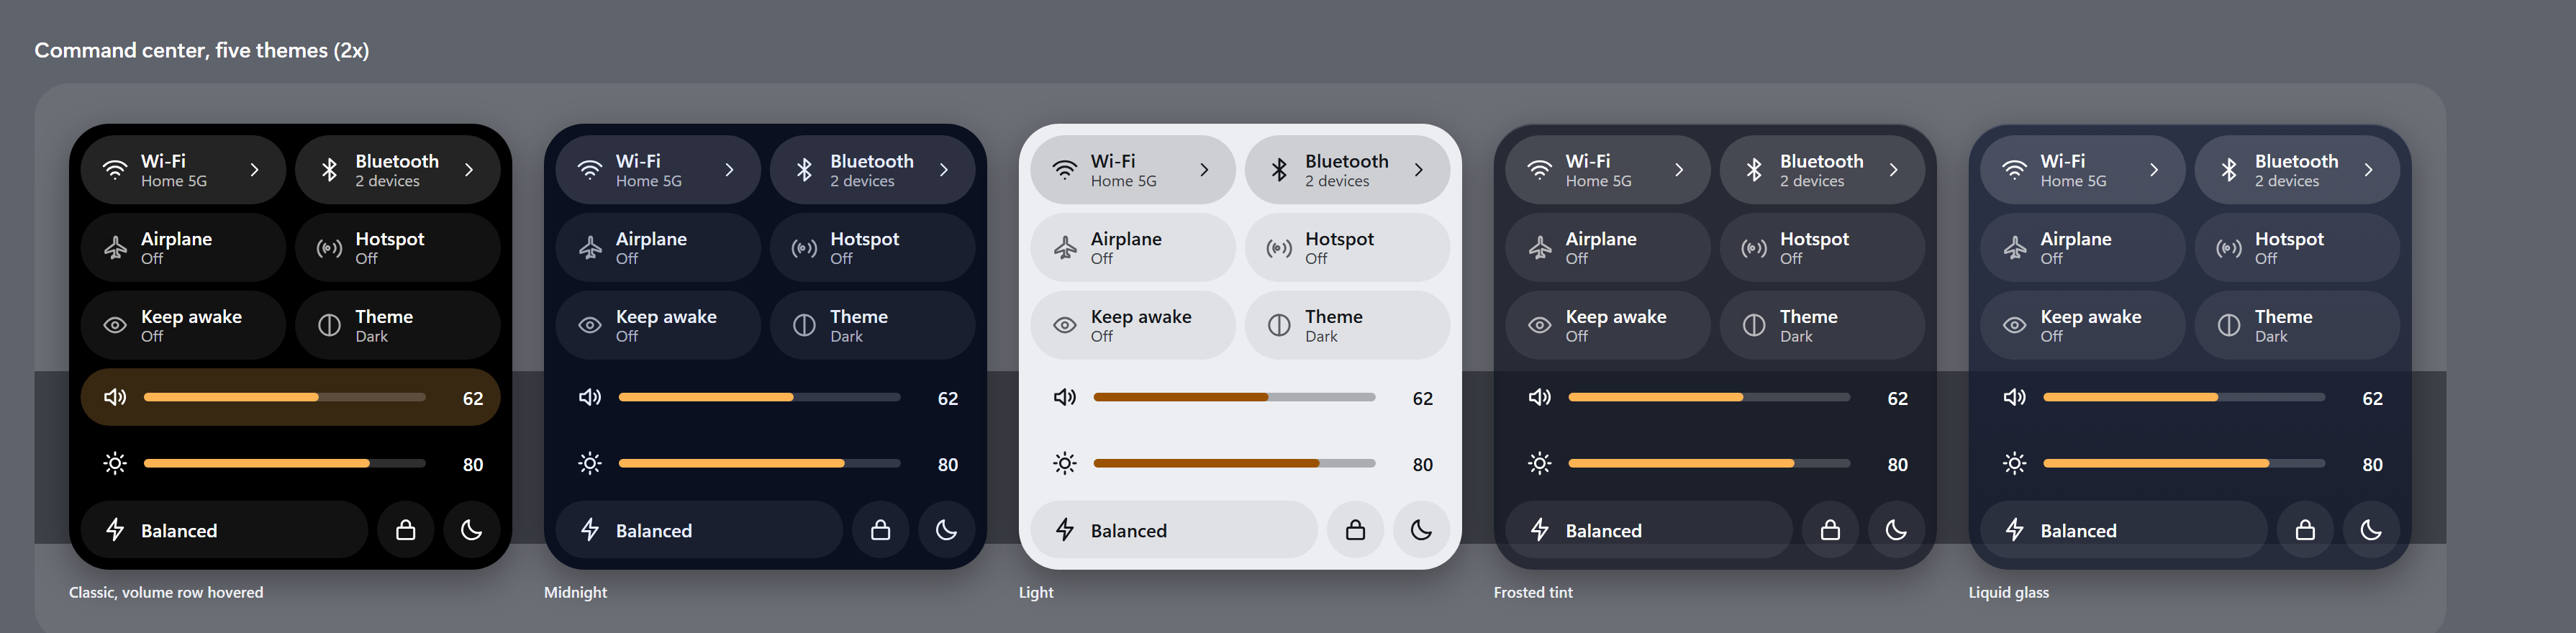 Command center, five themes (2x)
Wi-Fi
Home 5G
Bluetooth
2 devices
Airplane
Off
Hotspot
Off
Keep awake
Off
Theme
Dark
62
80
Balanced
Classic, volume row hovered
Wi-Fi
Home 5G
Bluetooth
2 devices
Airplane
Off
Hotspot
Off
Keep awake
Off
Theme
Dark
62
80
Balanced
Midnight
Wi-Fi
Home 5G
Bluetooth
2 devices
Airplane
Off
Hotspot
Off
Keep awake
Off
Theme
Dark
62
80
Balanced
Light
Wi-Fi
Home 5G
Bluetooth
2 devices
Airplane
Off
Hotspot
Off
Keep awake
Off
Theme
Dark
62
80
Balanced
Frosted tint
Wi-Fi
Home 5G
Bluetooth
2 devices
Airplane
Off
Hotspot
Off
Keep awake
Off
Theme
Dark
62
80
Balanced
Liquid glass